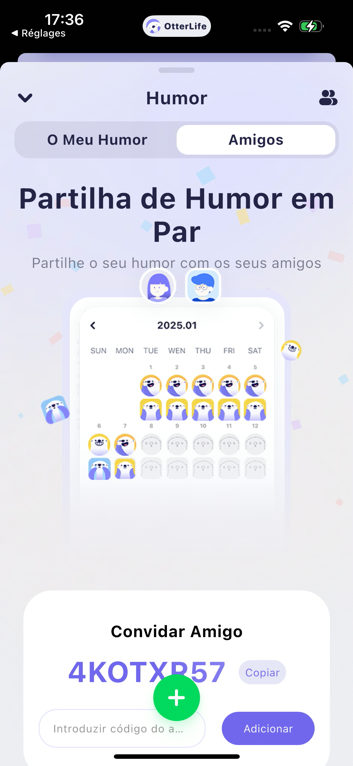 17:36
OtterLife
◀ Réglages
Humor
O Meu Humor
Amigos
Partilha de Humor em
Par
Partilhe o seu humor com os seus amigos
2025.01
SUN MON TUE WEN THU FRI SAT
1 2 3 4 5
6 7 8 9 10 11 12
Convidar Amigo
Copiar
Introduzir código do a...
Adicionar